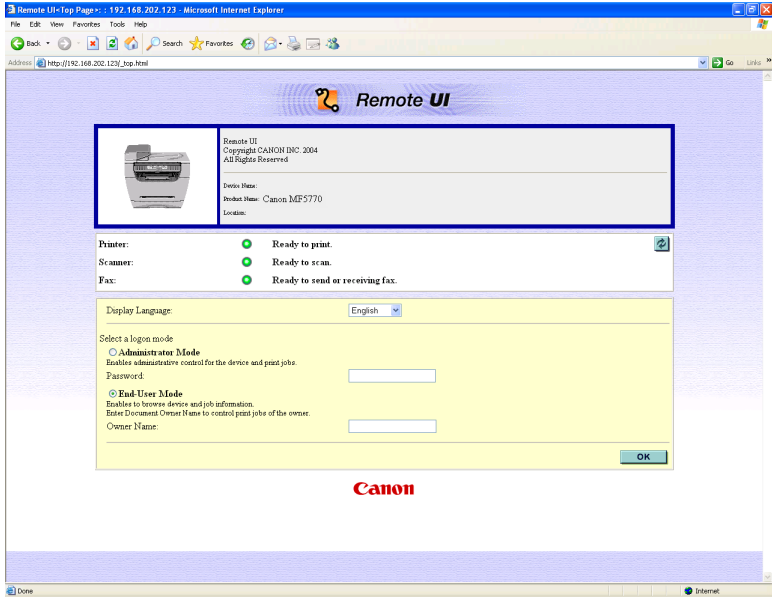 Remote UI<Top Page>: : 192.168.202.123 - Microsoft Internet Explorer
File Edit View Favorites Tools Help
Back Search Favorites
Address http://192.168.202.123/_top.html Go Links »
Remote UI
Remote UI
Copyright CANON INC. 2004
All Rights Reserved
Device Name:
Product Name: Canon MF5770
Location:
Printer: Ready to print.
Scanner: Ready to scan.
Fax: Ready to send or receiving fax.
Display Language: English
Select a logon mode
Administrator Mode
Enables administrative control for the device and print jobs.
Password:
End-User Mode
Enables to browse device and job information.
Enter Document Owner Name to control print jobs of the owner.
Owner Name:
OK
Canon
Done Internet